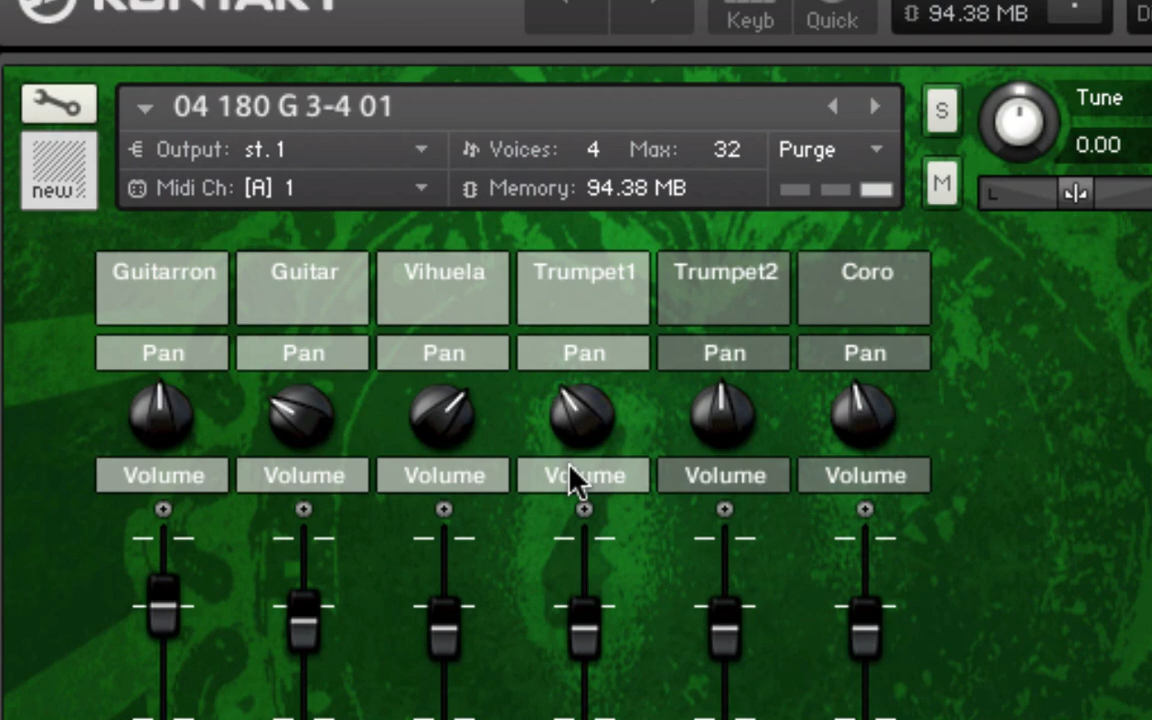 KONTAKT
Keyb Quick 94.38 MB
04 180 G 3-4 01
S
Tune
Output: st.1 Voices: 4 Max: 32 Purge
0.00
new
Midi Ch: [A] 1 Memory: 94.38 MB
M
L
Guitarron Guitar Vihuela Trumpet1 Trumpet2 Coro
Pan Pan Pan Pan Pan Pan
Volume Volume Volume Volume Volume Volume